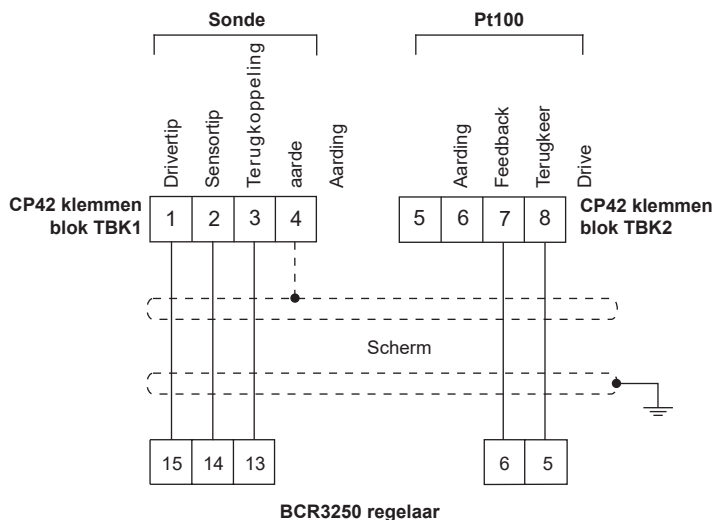 Sonde
Pt100
Drivertip
Sensortip
Terugkoppeling
aarde
Aarding
Aarding
Feedback
Terugkeer
Drive
CP42 klemmen
blok TBK1
1 2 3 4
5 6 7 8
CP42 klemmen
blok TBK2
Scherm
15 14 13
6 5
BCR3250 regelaar